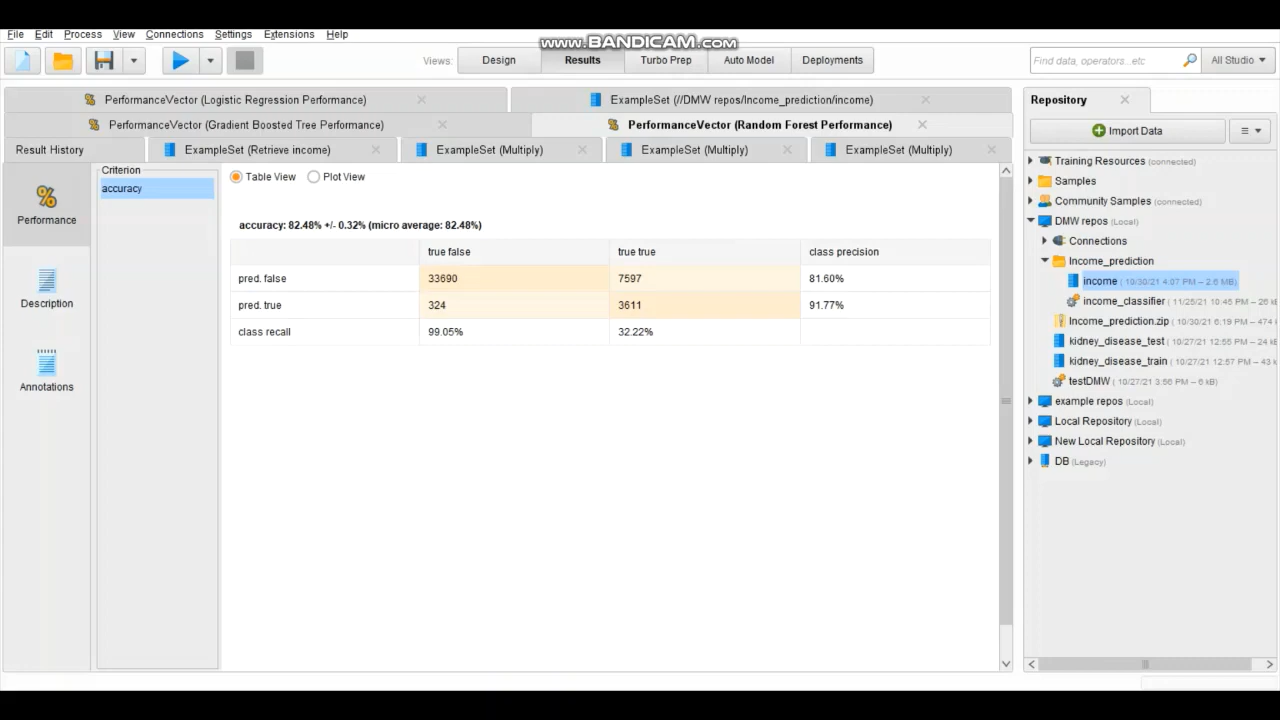 www.BANDICAM.com
File Edit Process View Connections Settings Extensions Help
Views: Design Results Turbo Prep Auto Model Deployments
Find data, operators...etc All Studio
PerformanceVector (Logistic Regression Performance)
ExampleSet (//DMW repos/Income_prediction/income)
PerformanceVector (Gradient Boosted Tree Performance)
PerformanceVector (Random Forest Performance)
Result History
ExampleSet (Retrieve income)
ExampleSet (Multiply)
ExampleSet (Multiply)
ExampleSet (Multiply)
Performance
Description
Annotations
Criterion
accuracy
Table View Plot View
accuracy: 82.48% +/- 0.32% (micro average: 82.48%)
true false true true class precision
pred. false 33690 7597 81.60%
pred. true 324 3611 91.77%
class recall 99.05% 32.22%
Repository
Import Data
Training Resources (connected)
Samples
Community Samples (connected)
DMW repos (Local)
Connections
Income_prediction
income (10/30/21 4:07 PM – 2.6 MB)
income_classifier (11/25/21 10:45 PM – 26 k
Income_prediction.zip (10/30/21 6:19 PM – 474 k
kidney_disease_test (10/27/21 12:55 PM – 24 kE
kidney_disease_train (10/27/21 12:57 PM – 43 k
testDMW (10/27/21 3:56 PM – 6 kB)
example repos (Local)
Local Repository (Local)
New Local Repository (Local)
DB (Legacy)